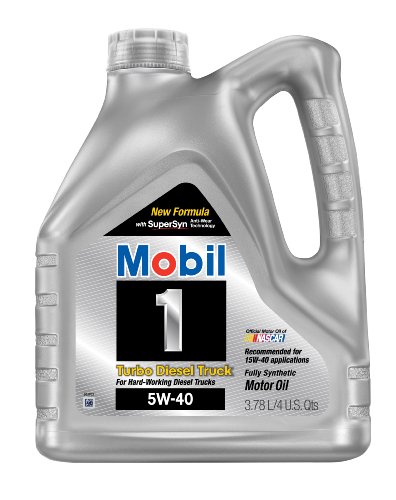 New Formula
with SuperSyn Anti-Wear Technology
Mobil
1
Turbo Diesel Truck
For Hard-Working Diesel Trucks
5W-40
Official Motor Oil of
NASCAR
Recommended for
15W-40 applications
Fully Synthetic
Motor Oil
3.78 L/4 U.S. Qts